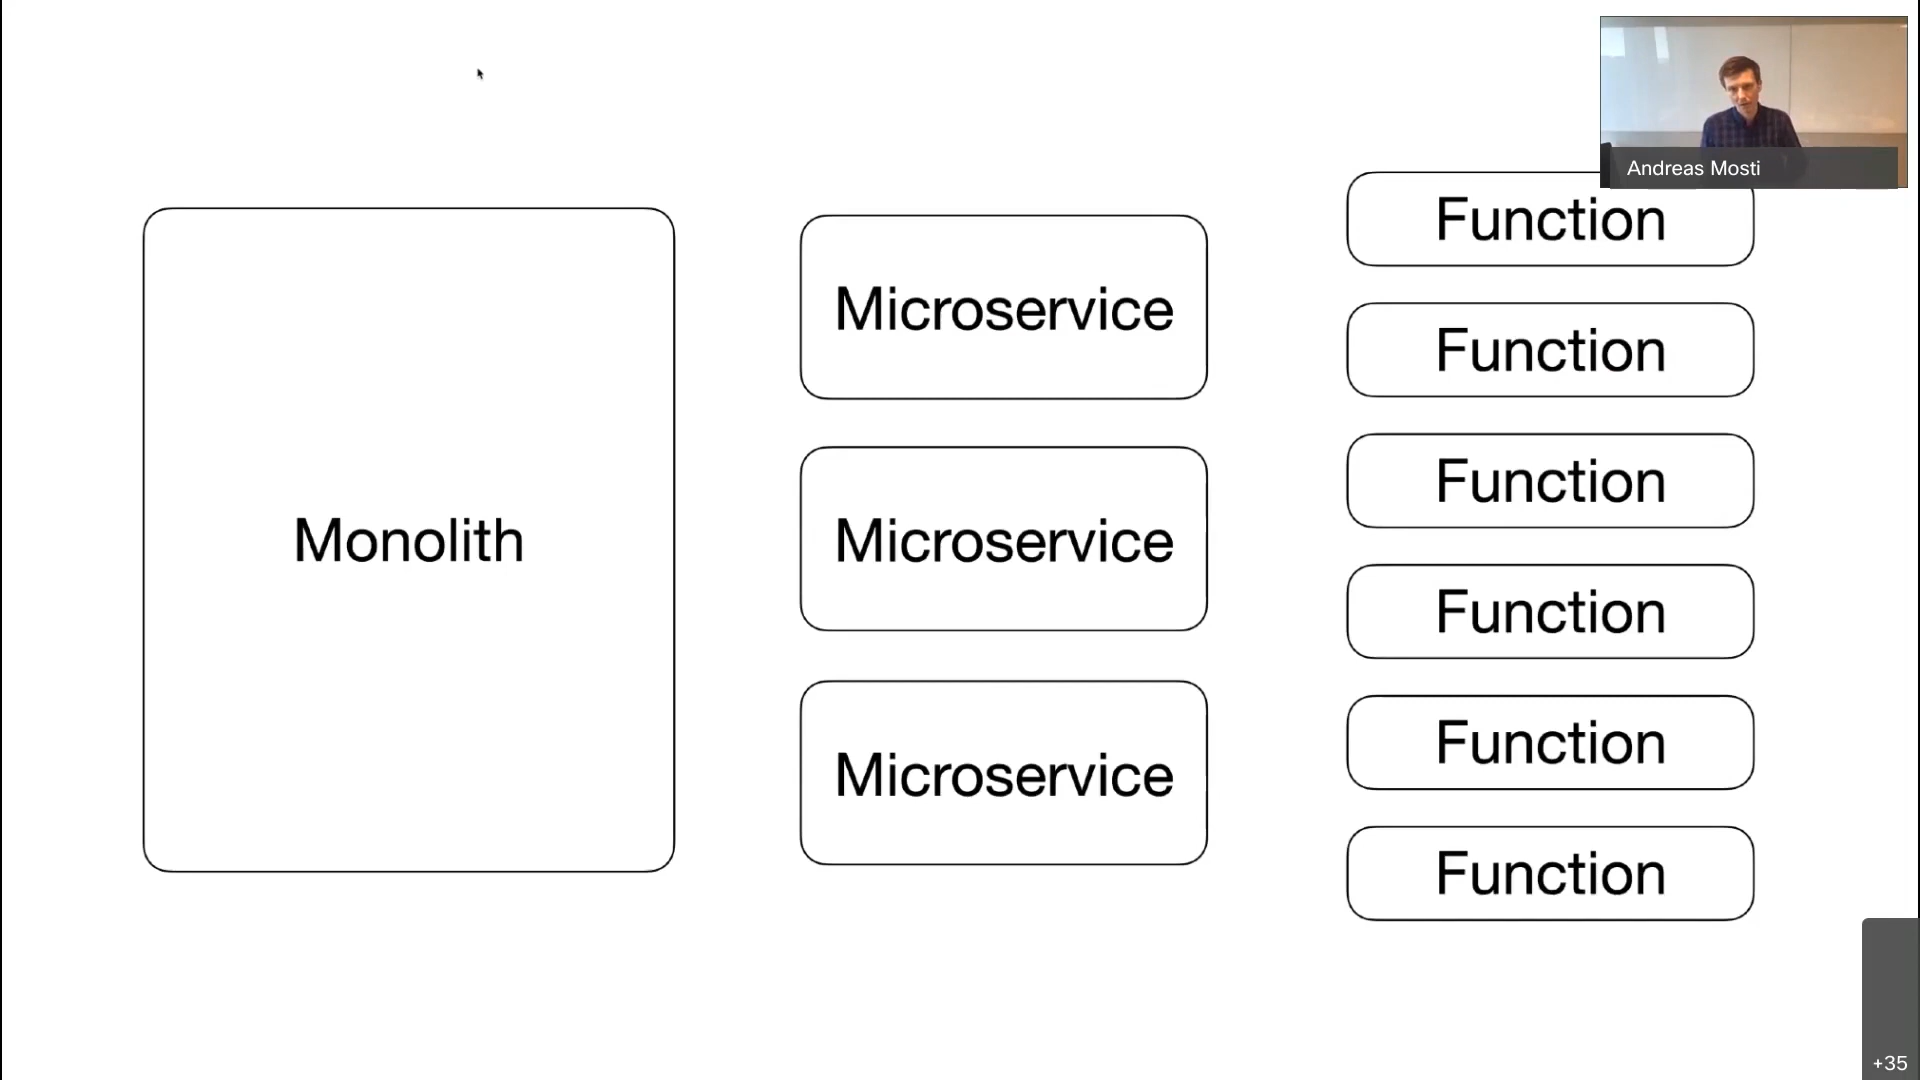 Andreas Mosti
Monolith
Microservice
Microservice
Microservice
Function
Function
Function
Function
Function
Function
+35